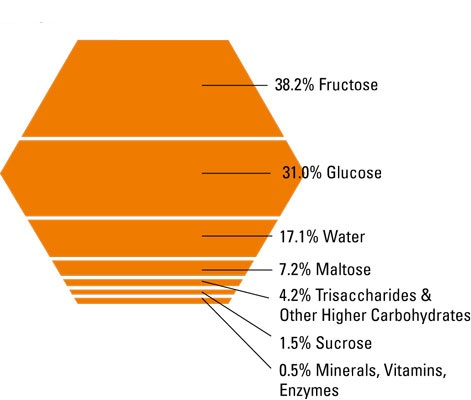 38.2% Fructose
31.0% Glucose
17.1% Water
7.2% Maltose
4.2% Trisaccharides &
Other Higher Carbohydrates
1.5% Sucrose
0.5% Minerals, Vitamins,
Enzymes